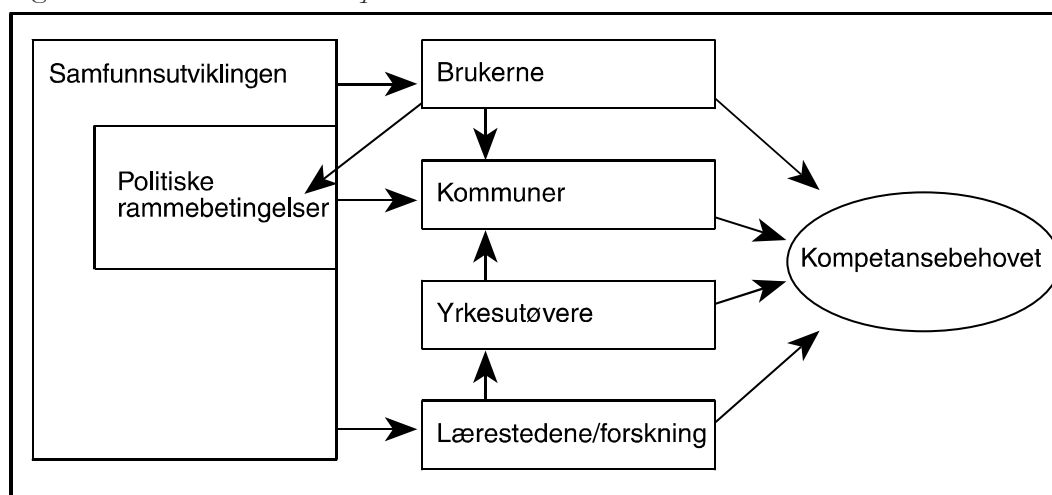 Samfunnsutviklingen
Politiske
rammebetingelser
Brukerne
Kommuner
Yrkesutøvere
Lærestedene/forskning
Kompetansebehovet